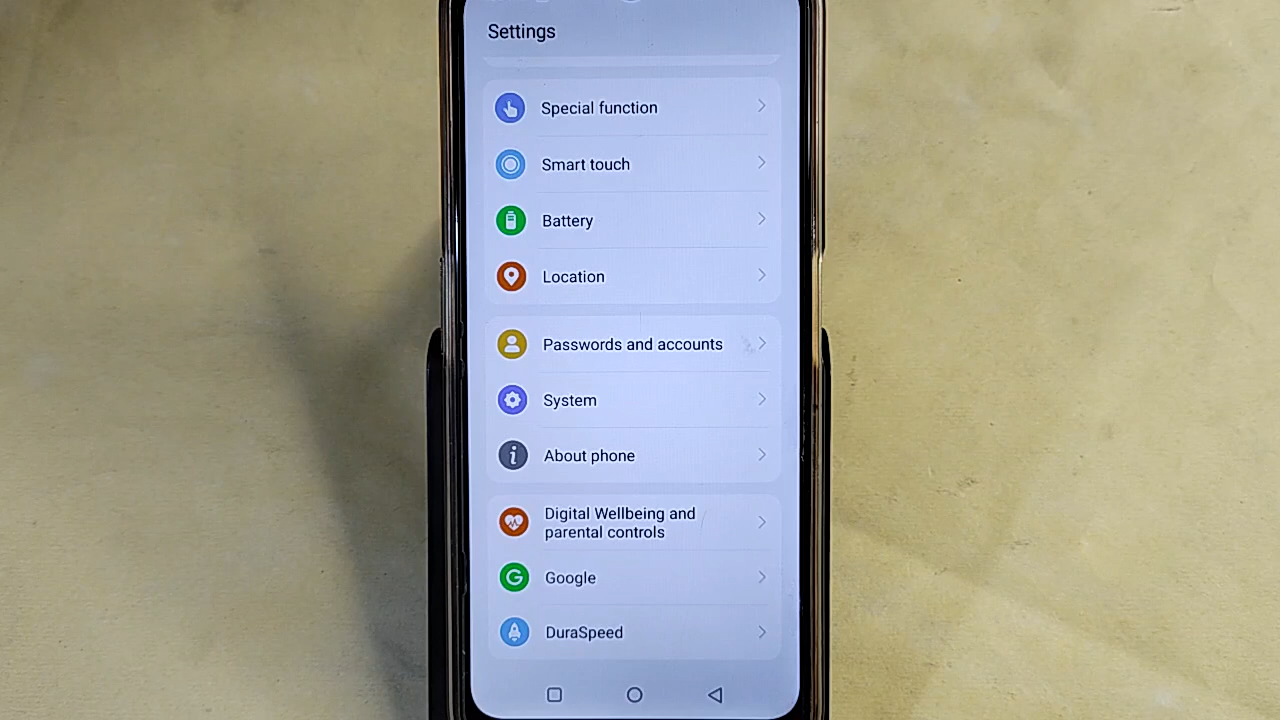 Settings
Special function
Smart touch
Battery
Location
Passwords and accounts
System
About phone
Digital Wellbeing and
parental controls
Google
DuraSpeed